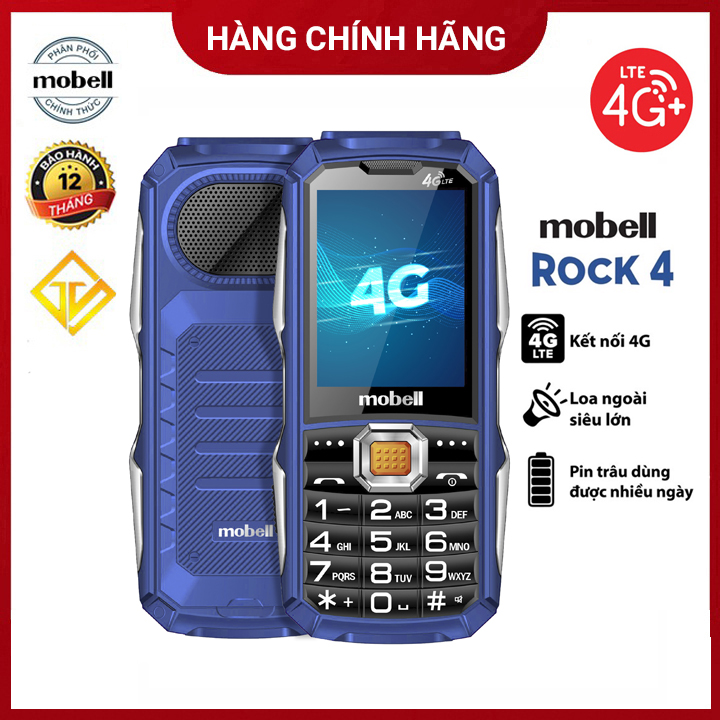 HÀNG CHÍNH HÃNG
PHÂN PHỐI
mobell
CHÍNH THỨC
BẢO HÀNH
12
THÁNG
LTE
4G+
4G LTE
4G
mobell
mobell
ROCK 4
4G
LTE
Kết nối 4G
Loa ngoài
siêu lớn
Pin trâu dùng
được nhiều ngày
1 –
2 ABC
3 DEF
4 GHI
5 JKL
6 MNO
7 PQRS
8 TUV
9 WXYZ
* +
0
#
mobell